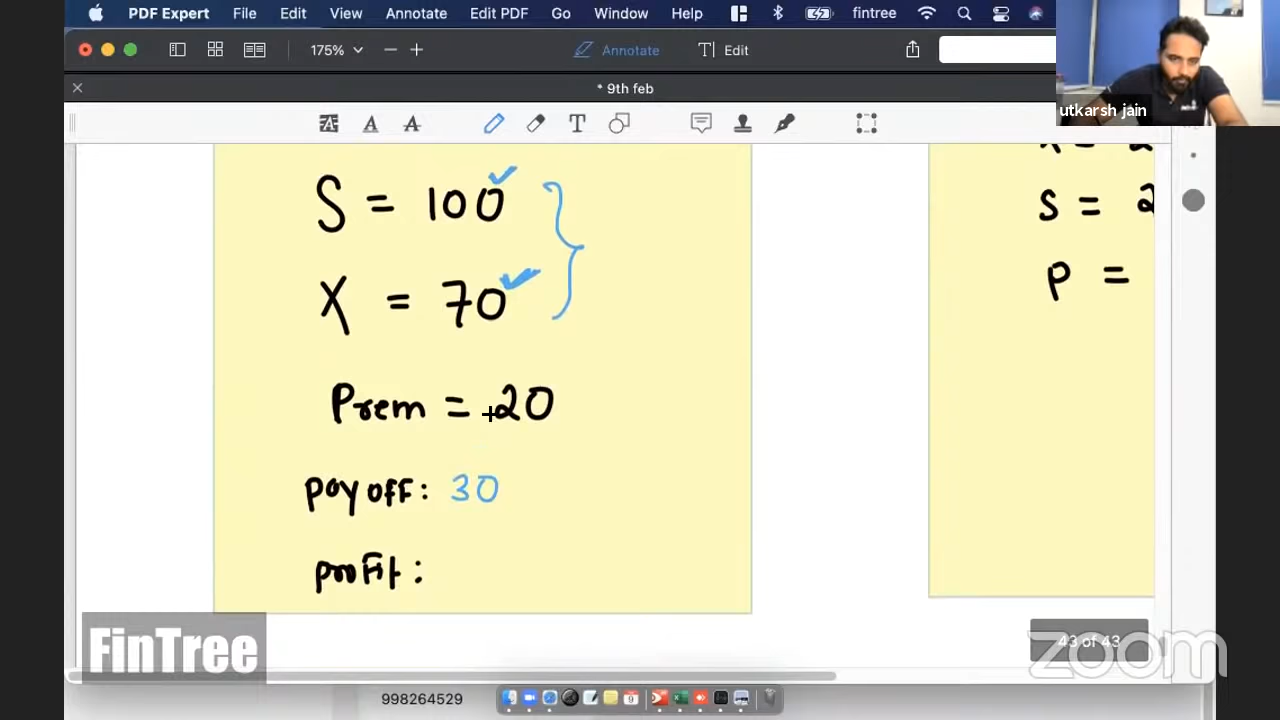 PDF Expert File Edit View Annotate Edit PDF Go Window Help fintree
175% Annotate T| Edit
utkarsh jain
* 9th feb
S = 100
X = 70
Prem = 20
payoff: 30
profit:
S = 2
P =
FinTree
43 of 43
zoom
998264529